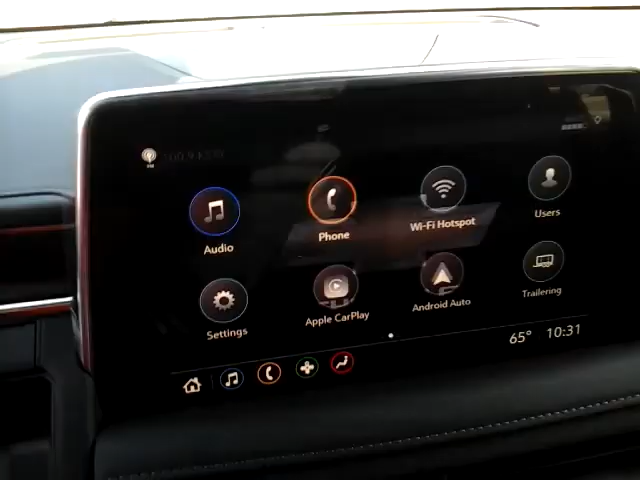 Audio
Phone
Wi-Fi Hotspot
Users
Settings
Apple CarPlay
Android Auto
Trailering
65° 10:31